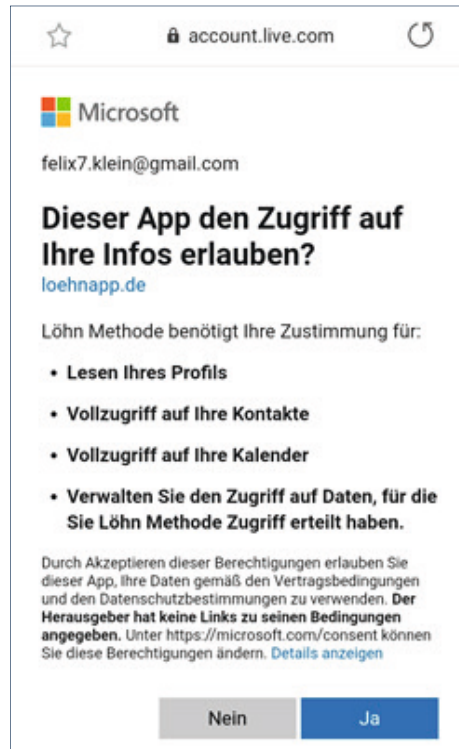 account.live.com
Microsoft
felix7.klein@gmail.com
Dieser App den Zugriff auf
Ihre Infos erlauben?
loehnapp.de
Löhn Methode benötigt Ihre Zustimmung für:
• Lesen Ihres Profils
• Vollzugriff auf Ihre Kontakte
• Vollzugriff auf Ihre Kalender
• Verwalten Sie den Zugriff auf Daten, für die
Sie Löhn Methode Zugriff erteilt haben.
Durch Akzeptieren dieser Berechtigungen erlauben Sie
dieser App, Ihre Daten gemäß den Vertragsbedingungen
und den Datenschutzbestimmungen zu verwenden. Der
Herausgeber hat keine Links zu seinen Bedingungen
angegeben. Unter https://microsoft.com/consent können
Sie diese Berechtigungen ändern. Details anzeigen
Nein
Ja